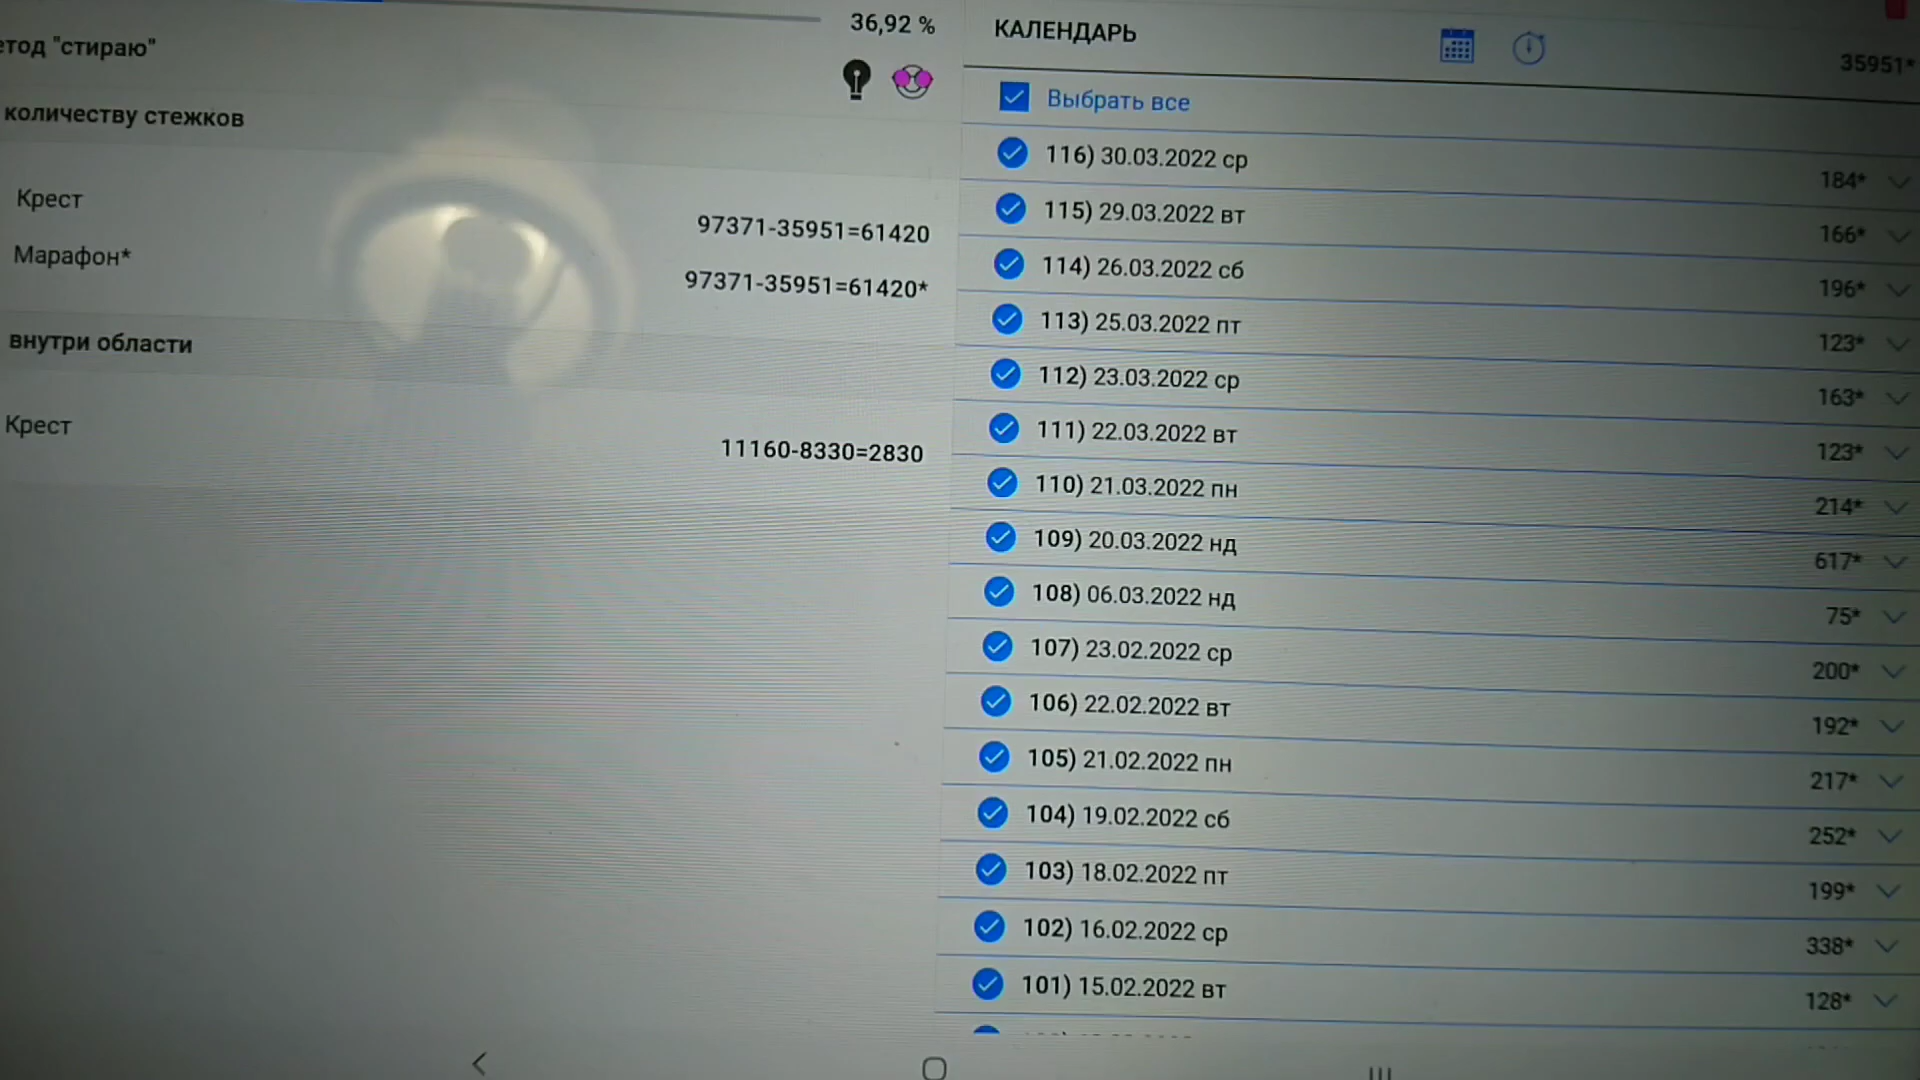 36,92 %
"стираю"
количеству стежков
Крест
97371-35951=61420
Марафон*
97371-35951=61420*
внутри области
Крест
11160-8330=2830
КАЛЕНДАРЬ
35951*
Выбрать все
116) 30.03.2022 ср
184*
115) 29.03.2022 вт
166*
114) 26.03.2022 сб
196*
113) 25.03.2022 пт
123*
112) 23.03.2022 ср
163*
111) 22.03.2022 вт
123*
110) 21.03.2022 пн
214*
109) 20.03.2022 нд
617*
108) 06.03.2022 нд
75*
107) 23.02.2022 ср
200*
106) 22.02.2022 вт
192*
105) 21.02.2022 пн
217*
104) 19.02.2022 сб
252*
103) 18.02.2022 пт
199*
102) 16.02.2022 ср
338*
101) 15.02.2022 вт
128*